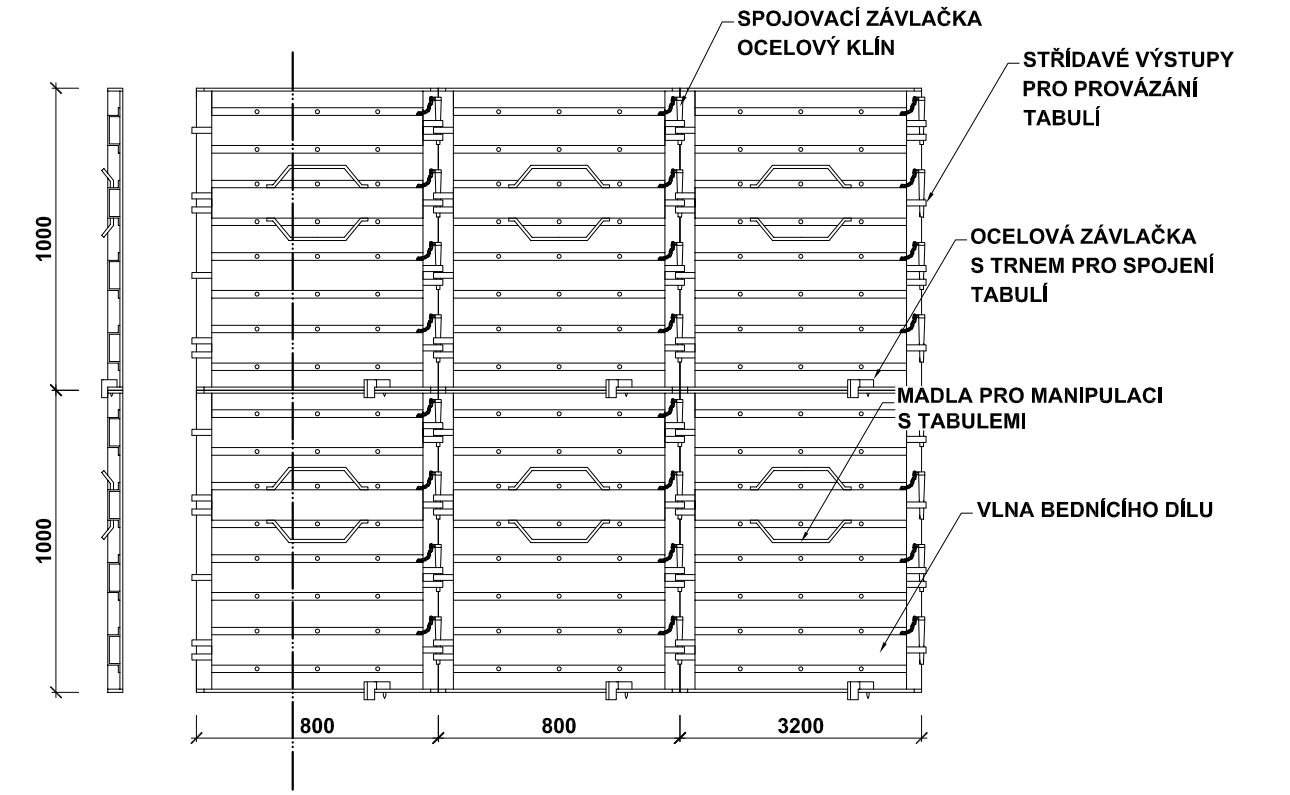 SPOJOVACÍ ZÁVLAČKA
OCELOVÝ KLÍN
STŘÍDAVÉ VÝSTUPY
PRO PROVÁZÁNÍ
TABULÍ
OCELOVÁ ZÁVLAČKA
S TRNEM PRO SPOJENÍ
TABULÍ
MADLA PRO MANIPULACI
S TABULEMI
VLNA BEDNÍCÍHO DÍLU
1000
1000
800
800
3200